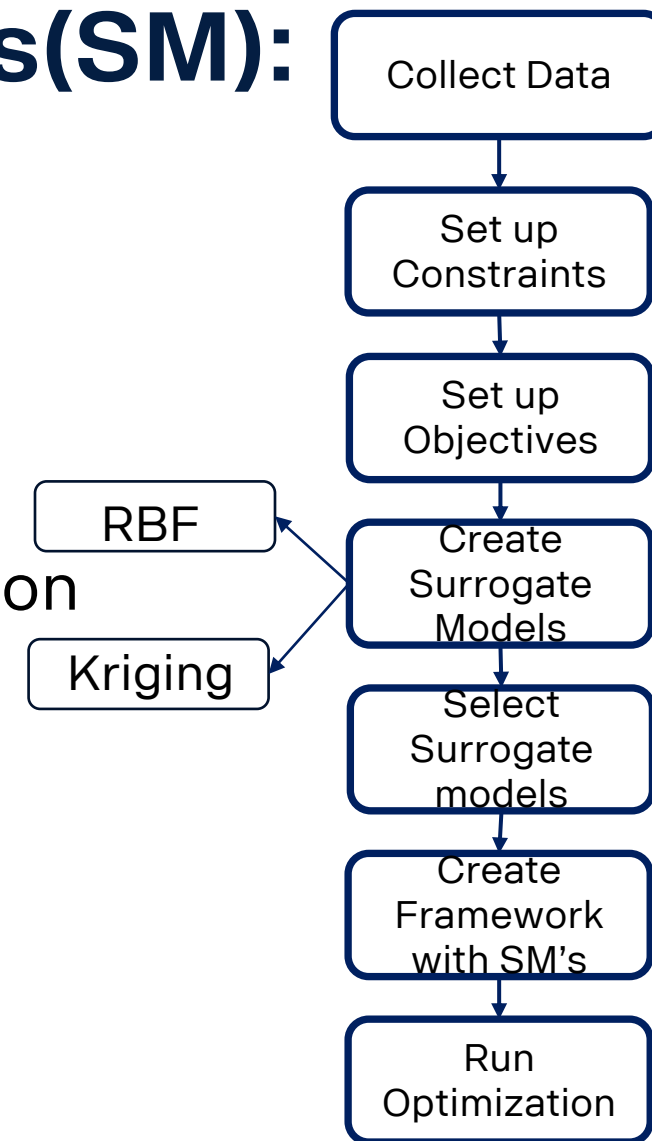 s(SM):
Collect Data
Set up
Constraints
Set up
Objectives
RBF
on
Kriging
Create
Surrogate
Models
Select
Surrogate
models
Create
Framework
with SM's
Run
Optimization